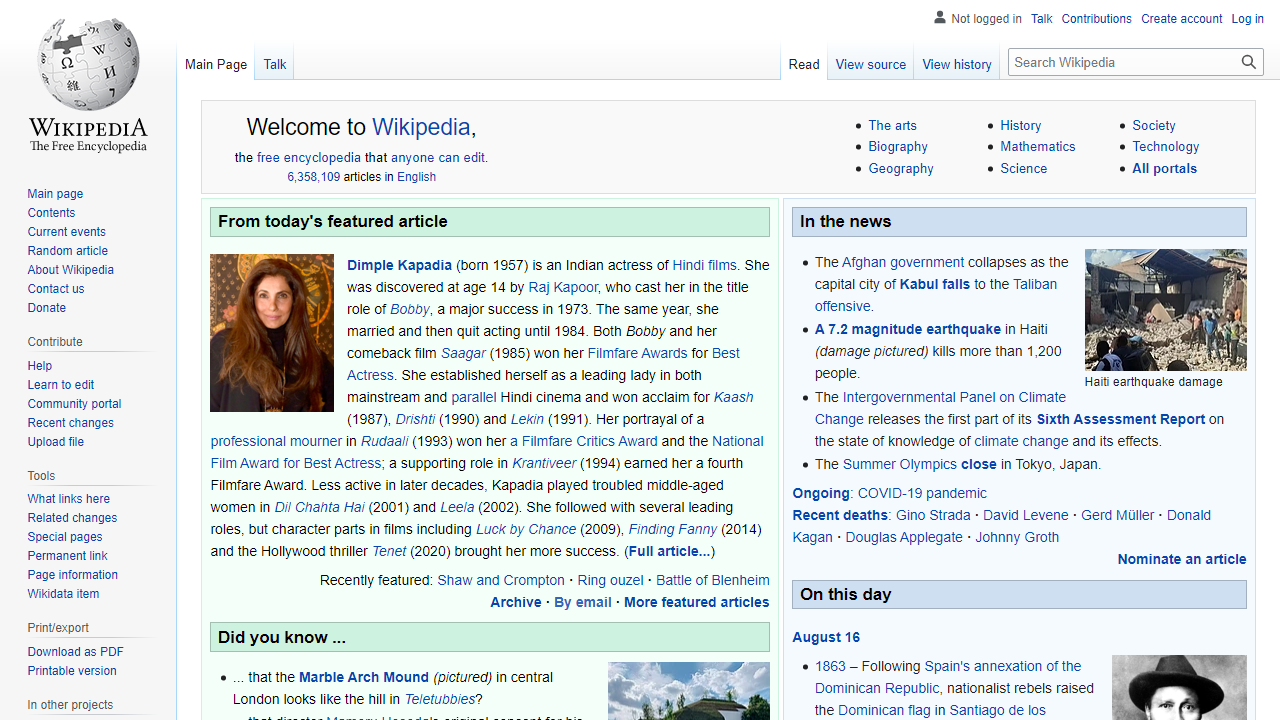 Not logged in Talk Contributions Create account Log in
Main Page Talk Read View source View history Search Wikipedia
WIKIPEDIA
The Free Encyclopedia
Main page
Contents
Current events
Random article
About Wikipedia
Contact us
Donate
Contribute
Help
Learn to edit
Community portal
Recent changes
Upload file
Tools
What links here
Related changes
Special pages
Permanent link
Page information
Wikidata item
Print/export
Download as PDF
Printable version
In other projects
Welcome to Wikipedia,
the free encyclopedia that anyone can edit.
6,358,109 articles in English
The arts
Biography
Geography
History
Mathematics
Science
Society
Technology
All portals
From today's featured article
Dimple Kapadia (born 1957) is an Indian actress of Hindi films. She
was discovered at age 14 by Raj Kapoor, who cast her in the title
role of Bobby, a major success in 1973. The same year, she
married and then quit acting until 1984. Both Bobby and her
comeback film Saagar (1985) won her Filmfare Awards for Best
Actress. She established herself as a leading lady in both
mainstream and parallel Hindi cinema and won acclaim for Kaash
(1987), Drishti (1990) and Lekin (1991). Her portrayal of a
professional mourner in Rudaali (1993) won her a Filmfare Critics Award and the National
Film Award for Best Actress; a supporting role in Krantiveer (1994) earned her a fourth
Filmfare Award. Less active in later decades, Kapadia played troubled middle-aged
women in Dil Chahta Hai (2001) and Leela (2002). She followed with several leading
roles, but character parts in films including Luck by Chance (2009), Finding Fanny (2014)
and the Hollywood thriller Tenet (2020) brought her more success. (Full article...)
Recently featured: Shaw and Crompton · Ring ouzel · Battle of Blenheim
Archive · By email · More featured articles
Did you know ...
... that the Marble Arch Mound (pictured) in central
London looks like the hill in Teletubbies?
In the news
The Afghan government collapses as the
capital city of Kabul falls to the Taliban
offensive.
A 7.2 magnitude earthquake in Haiti
(damage pictured) kills more than 1,200
people.
Haiti earthquake damage
The Intergovernmental Panel on Climate
Change releases the first part of its Sixth Assessment Report on
the state of knowledge of climate change and its effects.
The Summer Olympics close in Tokyo, Japan.
Ongoing: COVID-19 pandemic
Recent deaths: Gino Strada · David Levene · Gerd Müller · Donald
Kagan · Douglas Applegate · Johnny Groth
Nominate an article
On this day
August 16
1863 – Following Spain's annexation of the
Dominican Republic, nationalist rebels raised
the Dominican flag in Santiago de los